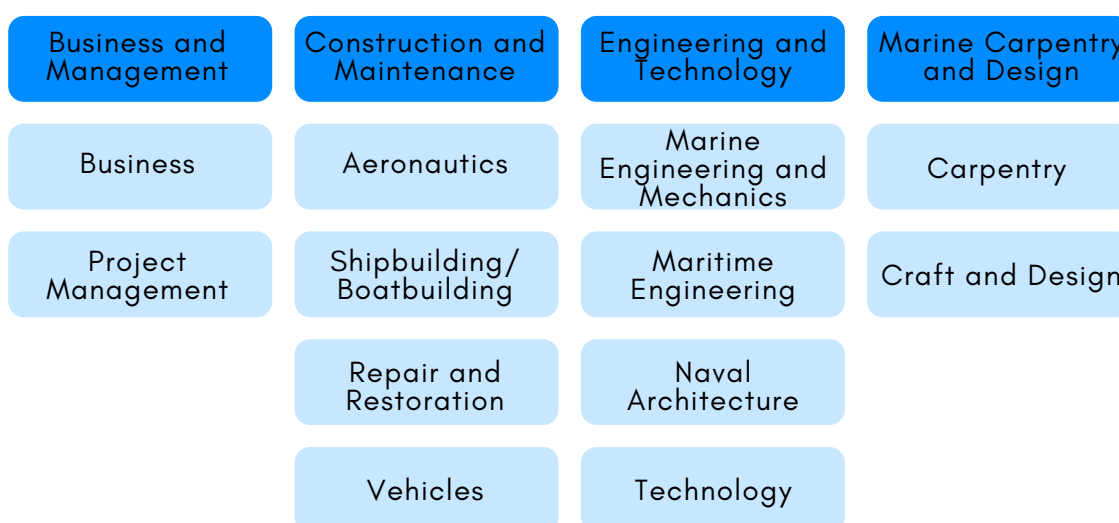 Business and
Management
Construction and
Maintenance
Engineering and
Technology
Marine Carpentry
and Design
Business
Aeronautics
Marine
Engineering and
Mechanics
Carpentry
Project
Management
Shipbuilding/
Boatbuilding
Maritime
Engineering
Craft and Design
Repair and
Restoration
Naval
Architecture
Vehicles
Technology